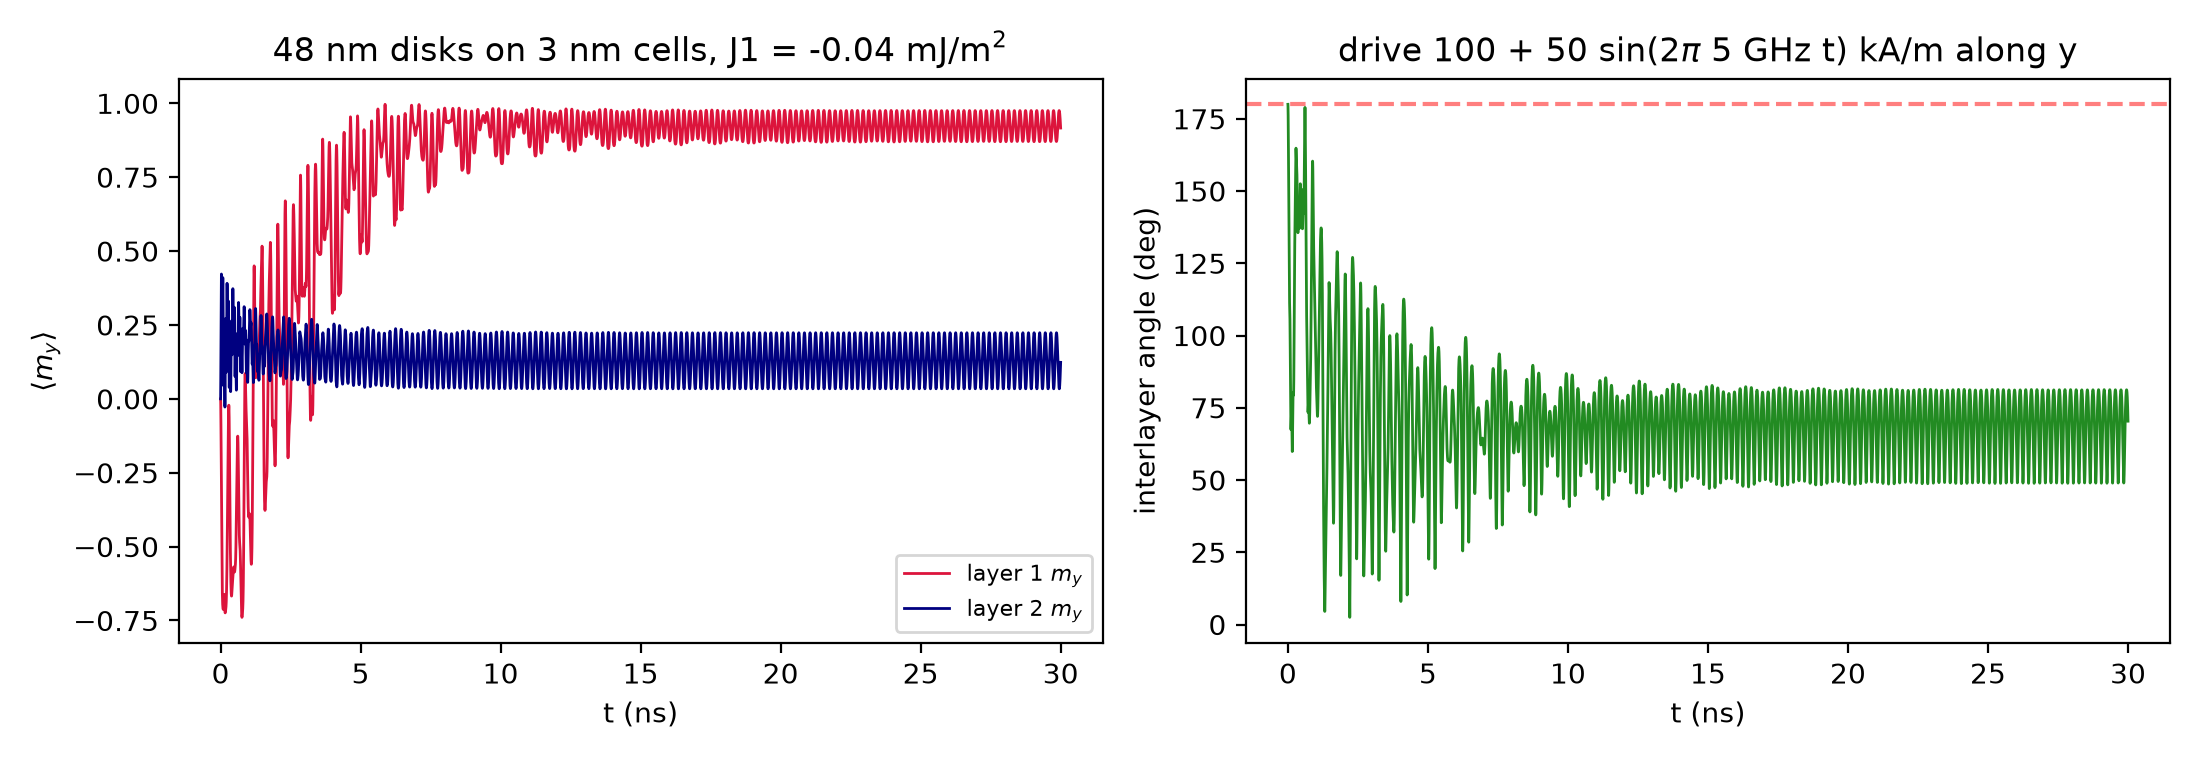 48 nm disks on 3 nm cells, J1 = -0.04 mJ/m²
⟨m_y⟩
1.00
0.75
0.50
0.25
0.00
−0.25
−0.50
−0.75
layer 1 m_y
layer 2 m_y
0 5 10 15 20 25 30
t (ns)
drive 100 + 50 sin(2π 5 GHz t) kA/m along y
interlayer angle (deg)
175
150
125
100
75
50
25
0
0 5 10 15 20 25 30
t (ns)